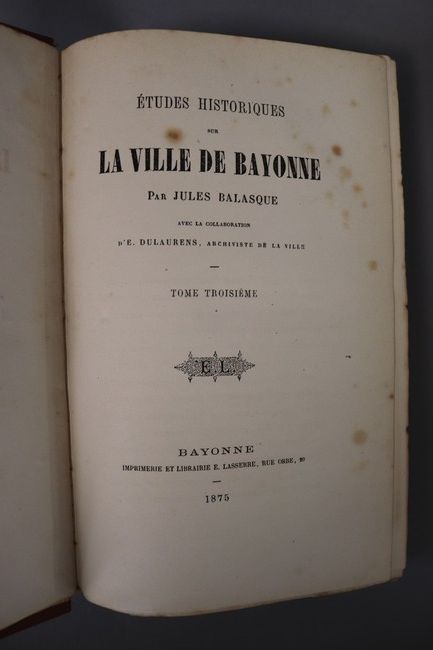 ÉTUDES HISTORIQUES
SUR
LA VILLE DE BAYONNE
PAR JULES BALASQUE
AVEC LA COLLABORATION
D'E. DULAURENS, ARCHIVISTE DE LA VILLE
TOME TROISIÈME
E. L.
BAYONNE
IMPRIMERIE ET LIBRAIRIE E. LASSERRE, RUE ORBE, 20
1875